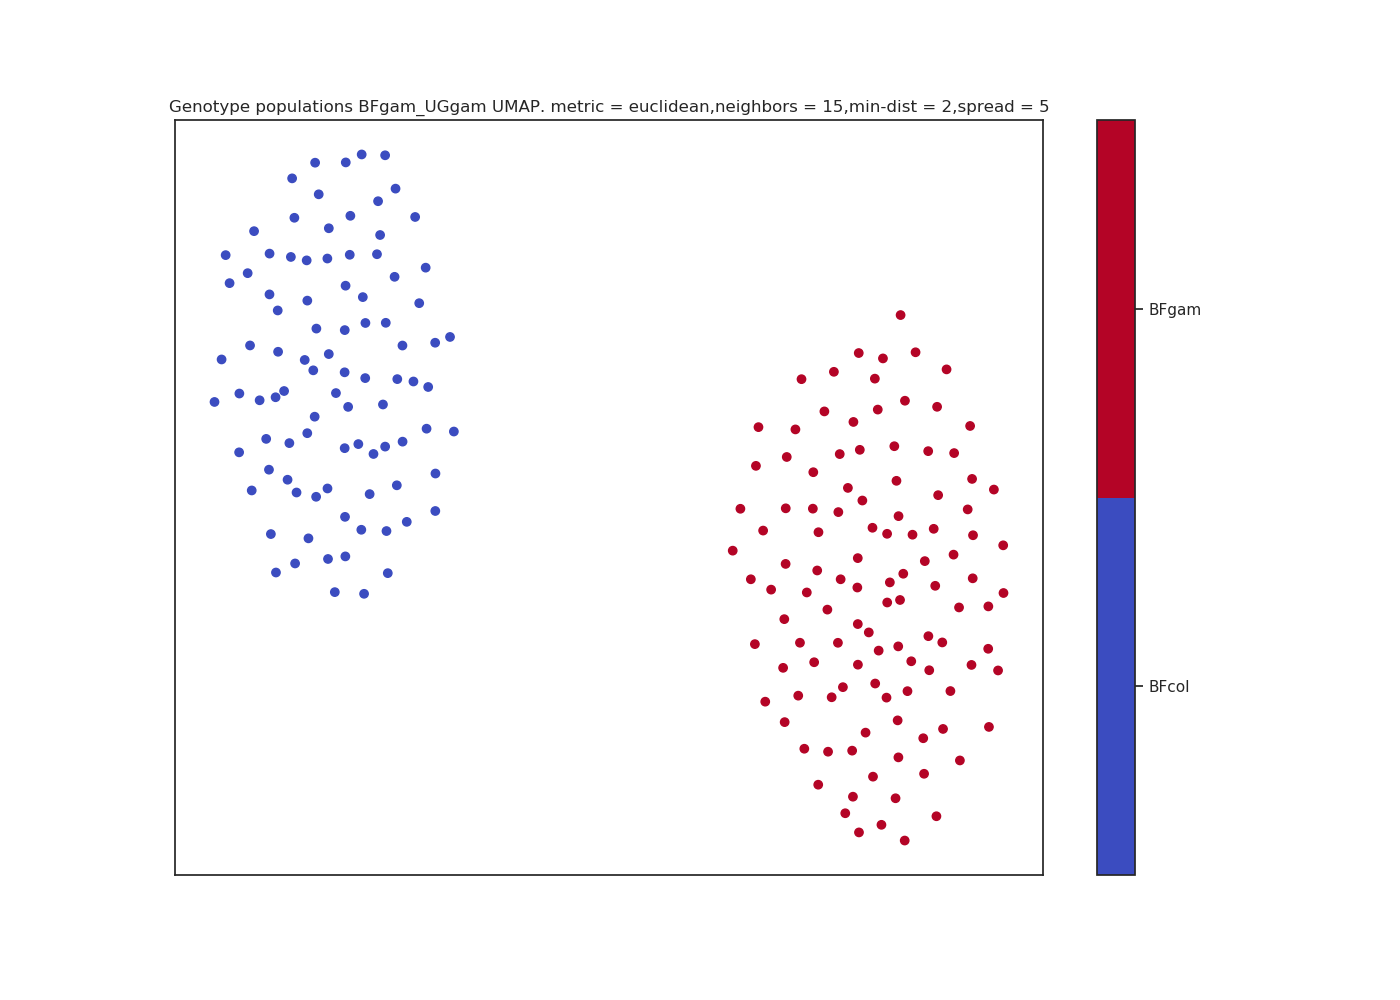 Genotype populations BFgam_UGgam UMAP. metric = euclidean,neighbors = 15,min-dist = 2,spread = 5
BFgam
BFcol